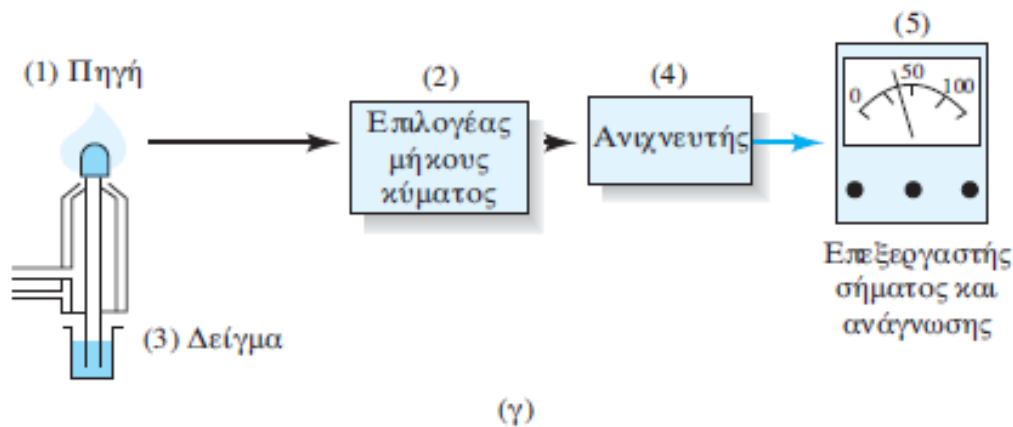 (1) Πηγή
(2)
Επιλογέας
μήκους
κύματος
(3) Δείγμα
(4)
Ανιχνευτής
(5)
0 50 100
Επεξεργαστής
σήματος και
ανάγνωσης
(γ)